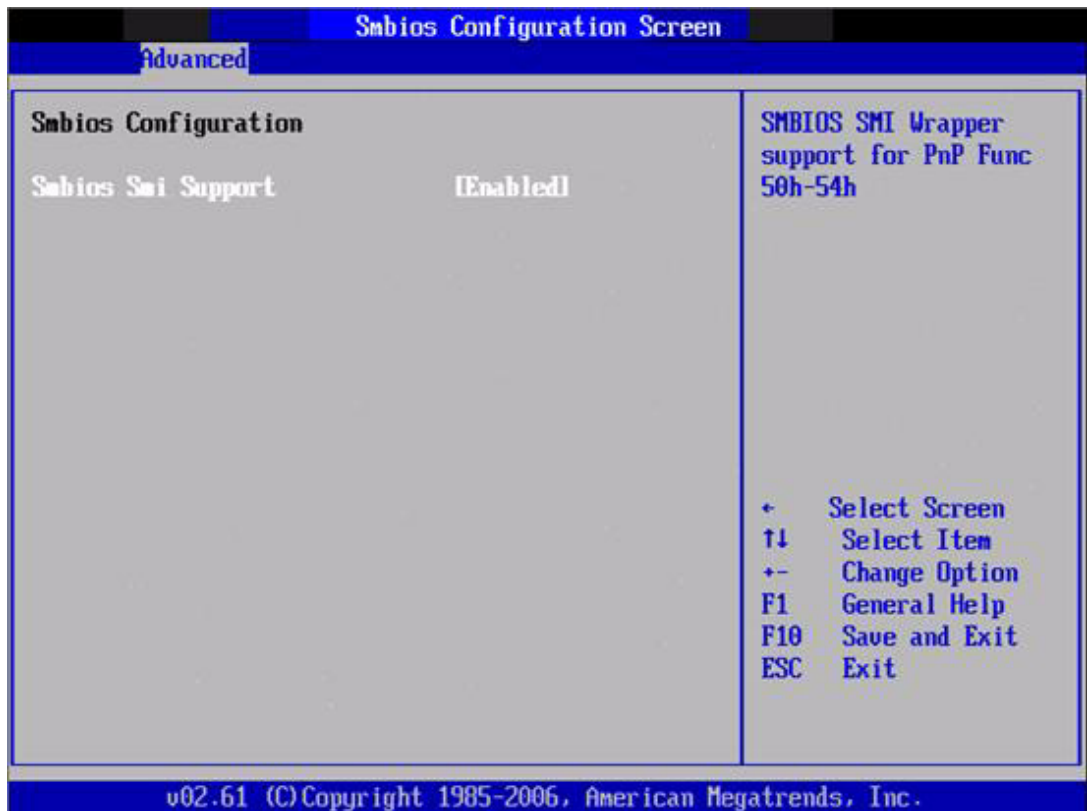 Smbios Configuration Screen
Advanced
Smbios Configuration
Smbios Smi Support [Enabled]
SMBIOS SMI Wrapper
support for PnP Func
50h-54h
← Select Screen
↑↓ Select Item
+- Change Option
F1 General Help
F10 Save and Exit
ESC Exit
v02.61 (C)Copyright 1985-2006, American Megatrends, Inc.